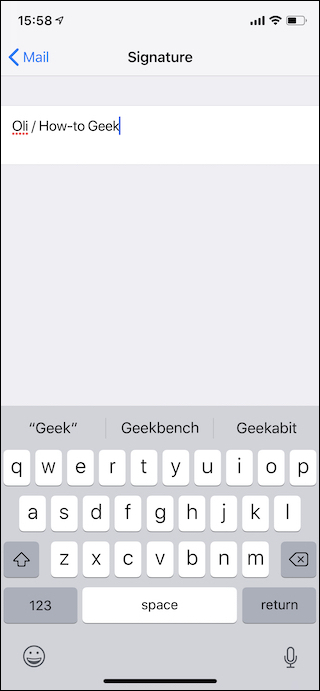 15:58
Mail
Signature
Oli / How-to Geek
“Geek“ Geekbench Geekabit
q w e r t y u i o p
a s d f g h j k l
z x c v b n m
123 space return